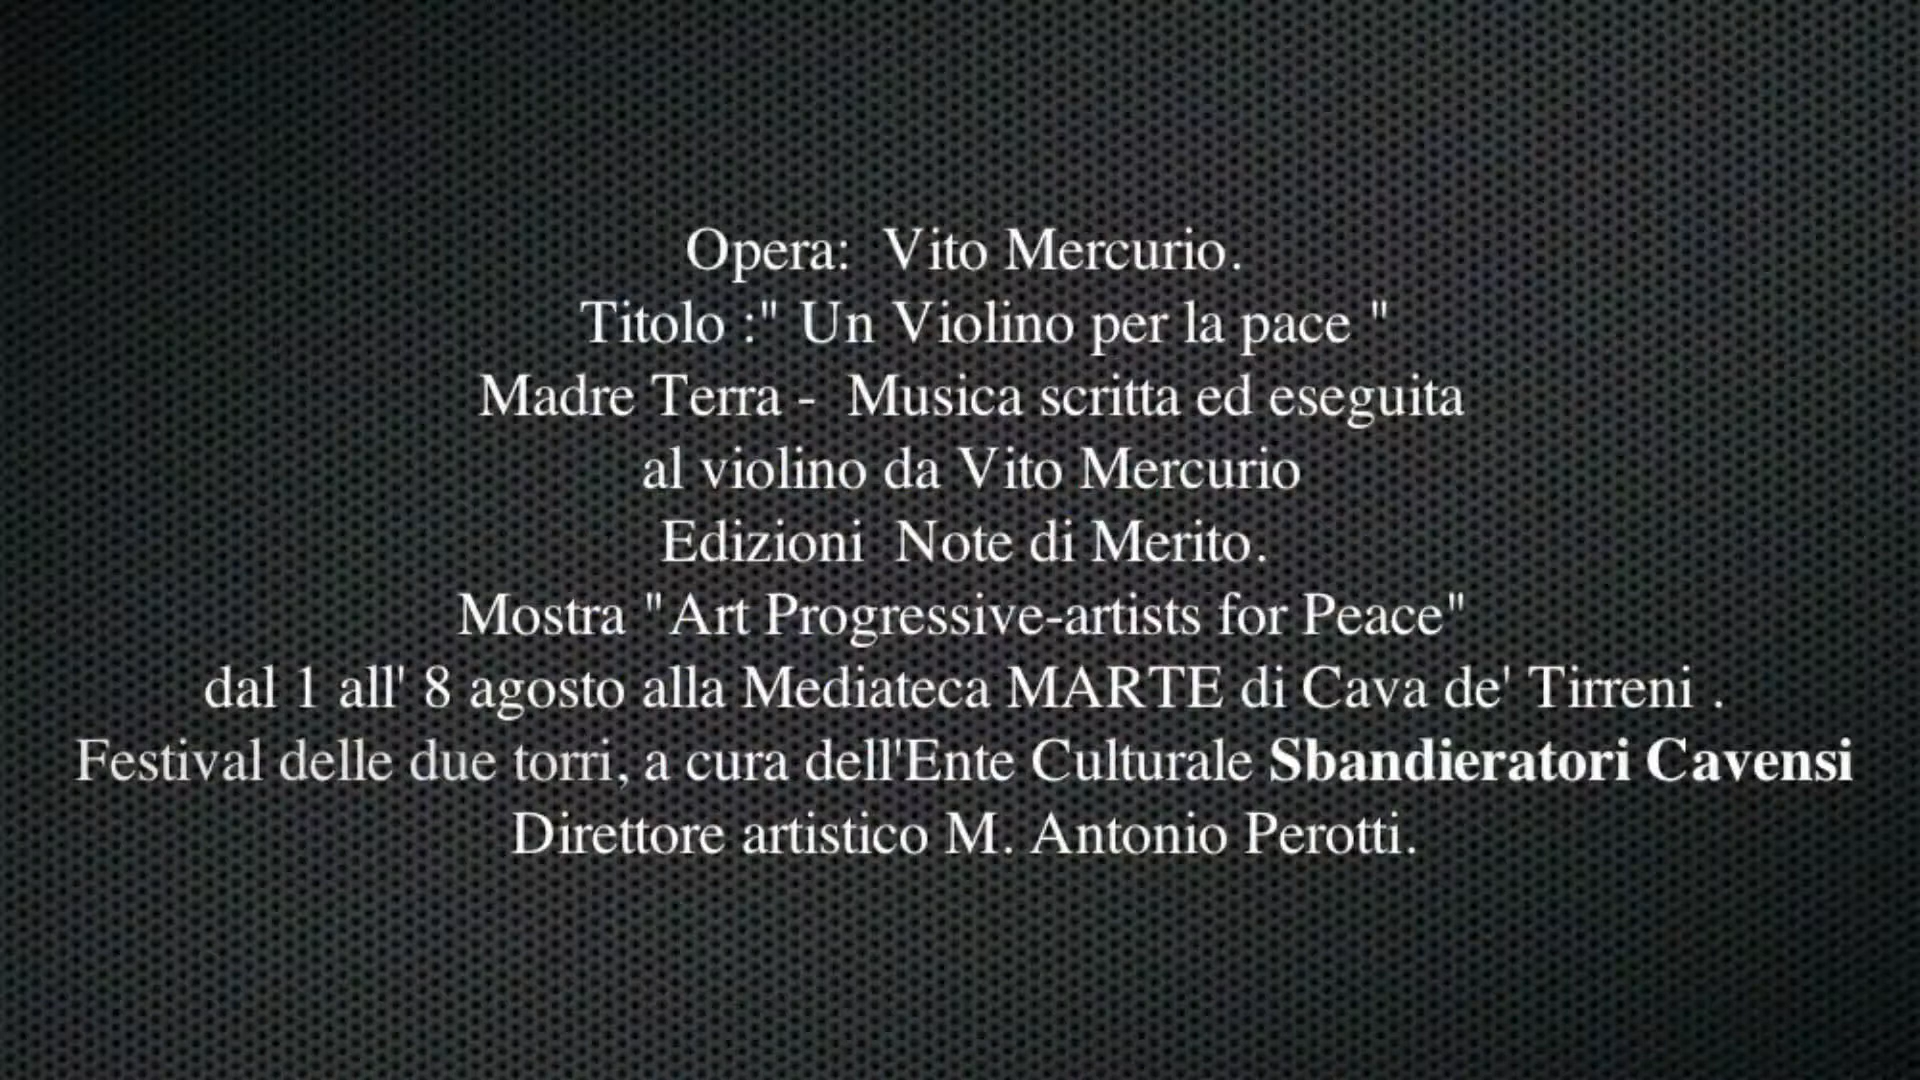 Opera:  Vito Mercurio.
Titolo :" Un Violino per la pace "
Madre Terra -  Musica scritta ed eseguita
al violino da Vito Mercurio
Edizioni  Note di Merito.
Mostra "Art Progressive-artists for Peace"
dal 1 all' 8 agosto alla Mediateca MARTE di Cava de' Tirreni .
Festival delle due torri, a cura dell'Ente Culturale Sbandieratori Cavensi
Direttore artistico M. Antonio Perotti.